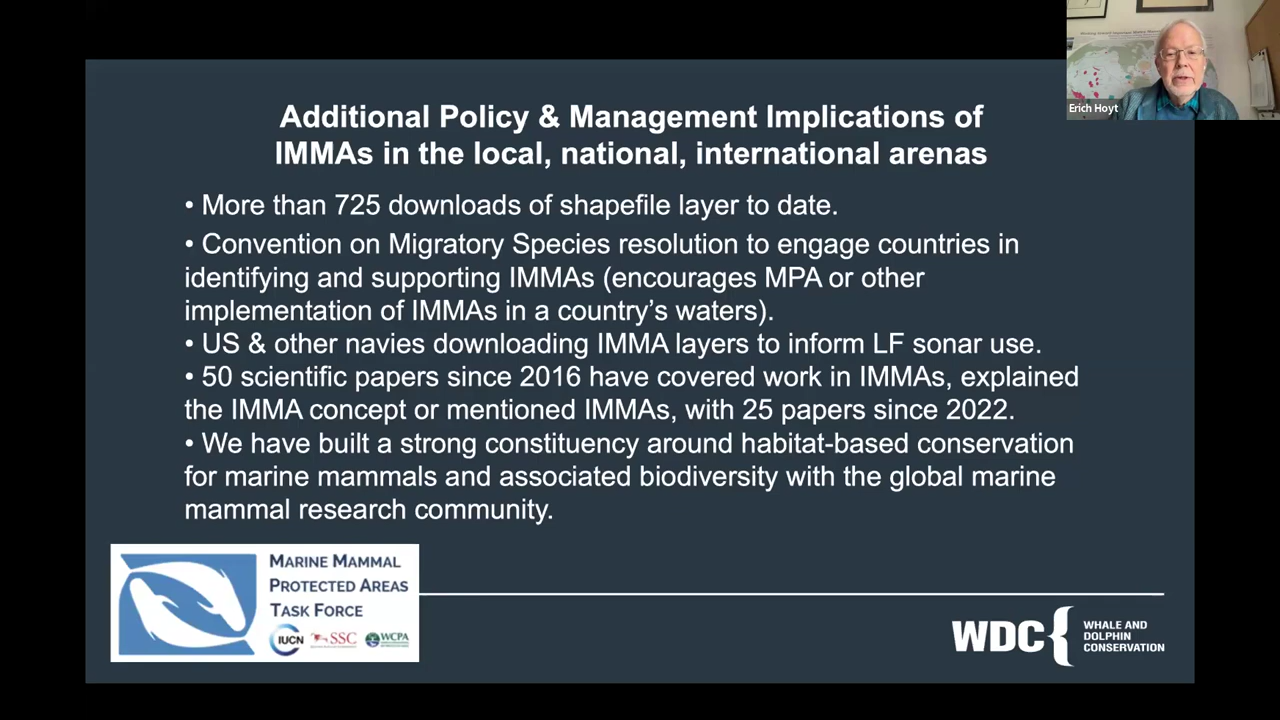 Erich Hoyt
Additional Policy & Management Implications of
IMMAs in the local, national, international arenas
• More than 725 downloads of shapefile layer to date.
• Convention on Migratory Species resolution to engage countries in
identifying and supporting IMMAs (encourages MPA or other
implementation of IMMAs in a country’s waters).
• US & other navies downloading IMMA layers to inform LF sonar use.
• 50 scientific papers since 2016 have covered work in IMMAs, explained
the IMMA concept or mentioned IMMAs, with 25 papers since 2022.
• We have built a strong constituency around habitat-based conservation
for marine mammals and associated biodiversity with the global marine
mammal research community.
MARINE MAMMAL
PROTECTED AREAS
TASK FORCE
IUCN SSC WCPA
WDC
WHALE AND
DOLPHIN
CONSERVATION